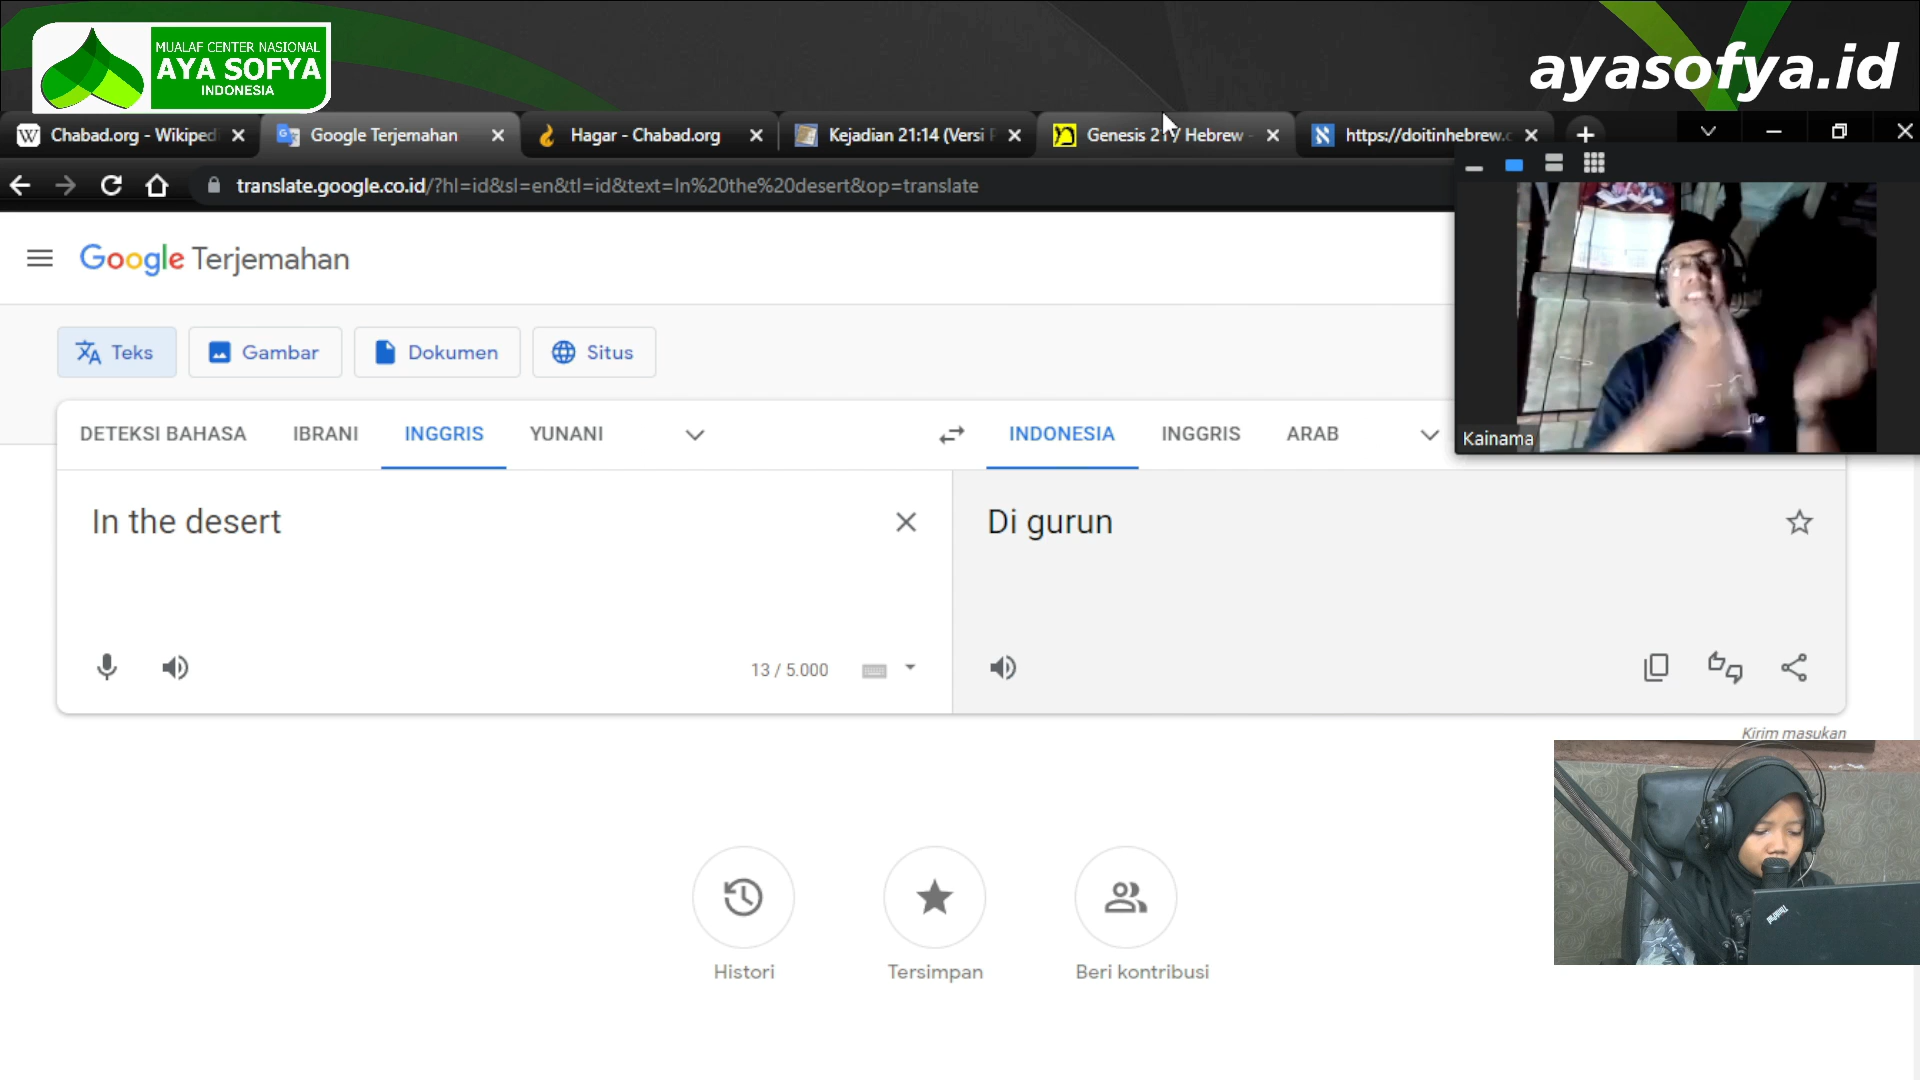 MUALAF CENTER NASIONAL
AYA SOFYA
INDONESIA
ayasofya.id
Chabad.org - Wikiped
Google Terjemahan
Hagar - Chabad.org
Kejadian 21:14 (Versi
Genesis 21 / Hebrew -
https://doitinhebrew.c
translate.google.co.id/?hl=id&sl=en&tl=id&text=In%20the%20desert&op=translate
Google Terjemahan
Teks
Gambar
Dokumen
Situs
Kainama
DETEKSI BAHASA
IBRANI
INGGRIS
YUNANI
INDONESIA
INGGRIS
ARAB
In the desert
Di gurun
13 / 5.000
Kirim masukan
Histori
Tersimpan
Beri kontribusi
ThinkPad